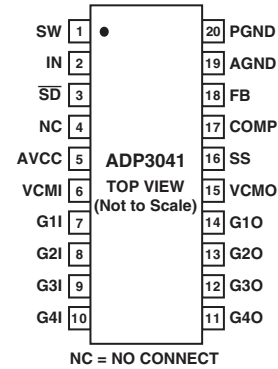 SW 1 20 PGND
IN 2 19 AGND
SD 3 18 FB
NC 4 17 COMP
AVCC 5 ADP3041 16 SS
VCMI 6 TOP VIEW 15 VCMO
(Not to Scale)
G1I 7 14 G1O
G2I 8 13 G2O
G3I 9 12 G3O
G4I 10 11 G4O
NC = NO CONNECT